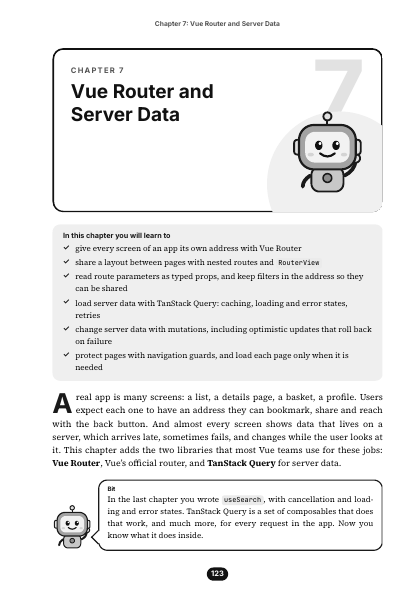 Chapter 7: Vue Router and Server Data
CHAPTER 7
7
Vue Router and
Server Data
In this chapter you will learn to
✓ give every screen of an app its own address with Vue Router
✓ share a layout between pages with nested routes and RouterView
✓ read route parameters as typed props, and keep filters in the address so they
can be shared
✓ load server data with TanStack Query: caching, loading and error states,
retries
✓ change server data with mutations, including optimistic updates that roll back
on failure
✓ protect pages with navigation guards, and load each page only when it is
needed
A real app is many screens: a list, a details page, a basket, a profile. Users
expect each one to have an address they can bookmark, share and reach
with the back button. And almost every screen shows data that lives on a
server, which arrives late, sometimes fails, and changes while the user looks at
it. This chapter adds the two libraries that most Vue teams use for these jobs:
Vue Router, Vue's official router, and TanStack Query for server data.
Bit
In the last chapter you wrote useSearch, with cancellation and load-
ing and error states. TanStack Query is a set of composables that does
that work, and much more, for every request in the app. Now you
know what it does inside.
123